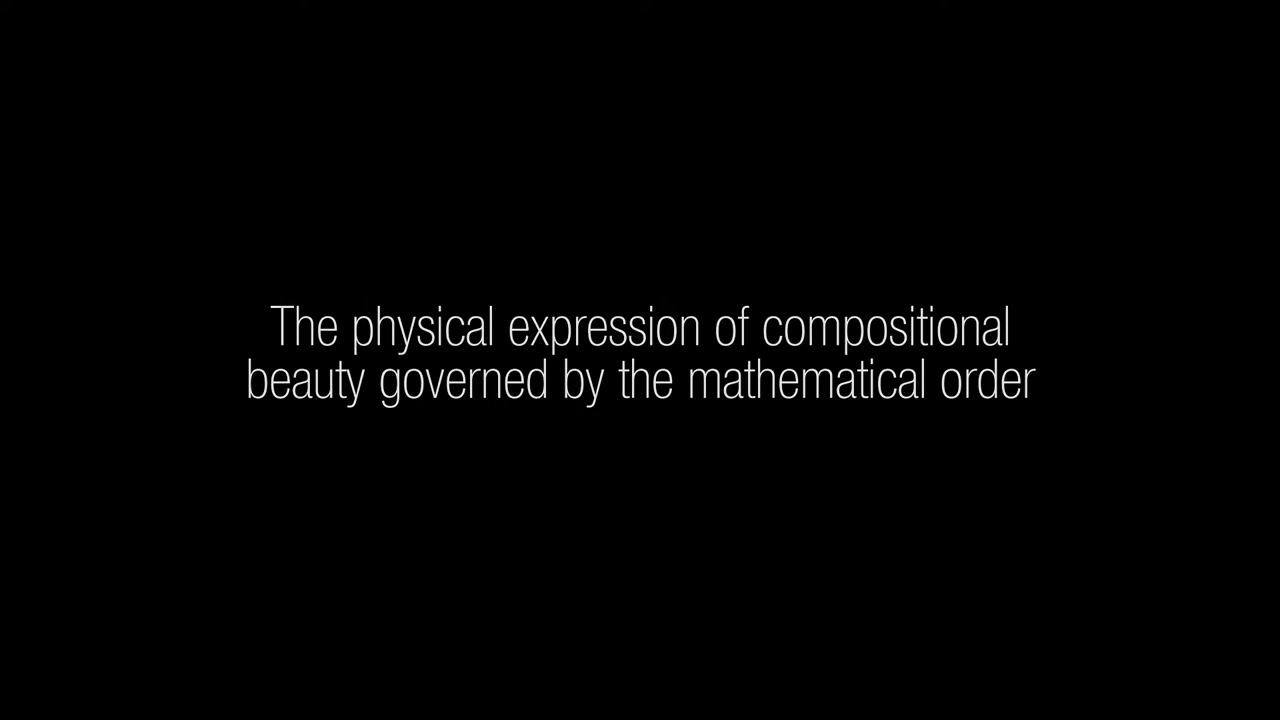 The physical expression of compositional
beauty governed by the mathematical order